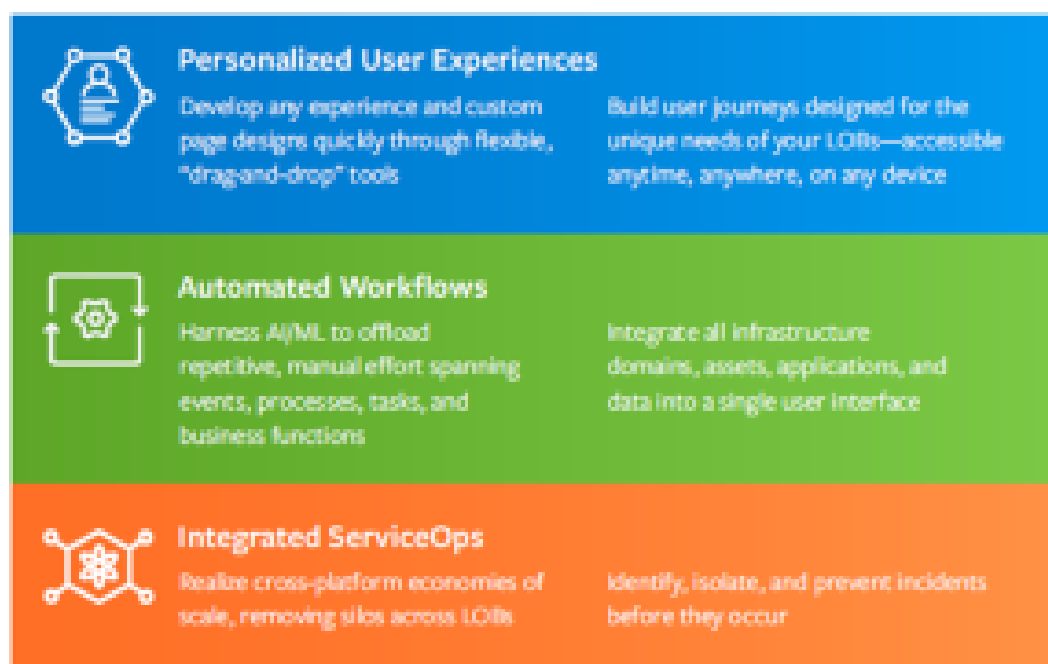 Personalized User Experiences
Develop any experience and custom
page designs quickly through flexible,
"drag-and-drop" tools
Build user journeys designed for the
unique needs of your LOBs—accessible
anytime, anywhere, on any device
Automated Workflows
Harness AI/ML to offload
repetitive, manual effort spanning
events, processes, tasks, and
business functions
Integrate all infrastructure
domains, assets, applications, and
data into a single user interface
Integrated ServiceOps
Realize cross-platform economies of
scale, removing silos across LOBs
Identify, isolate, and prevent incidents
before they occur